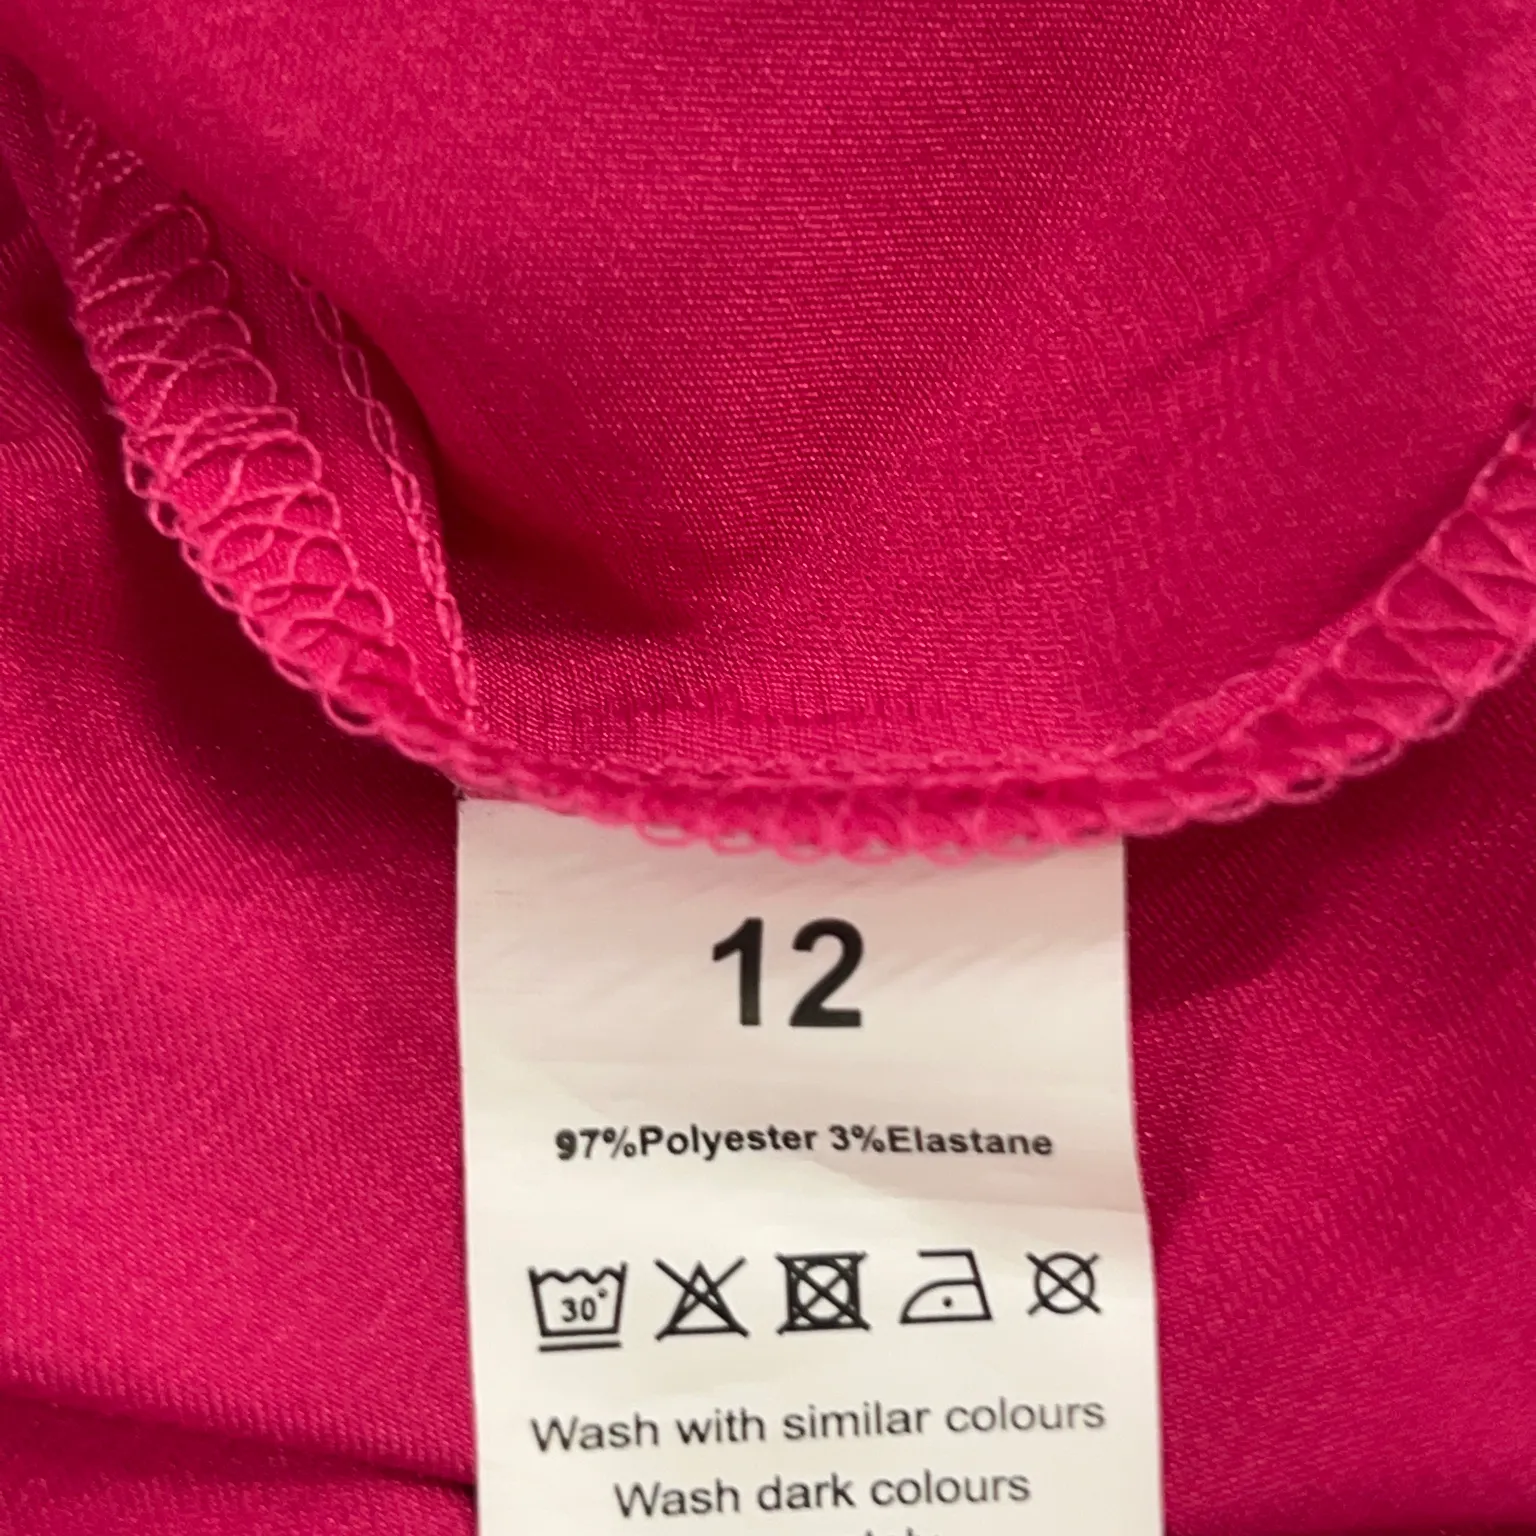 12
97%Polyester 3%Elastane
30°
Wash with similar colours
Wash dark colours